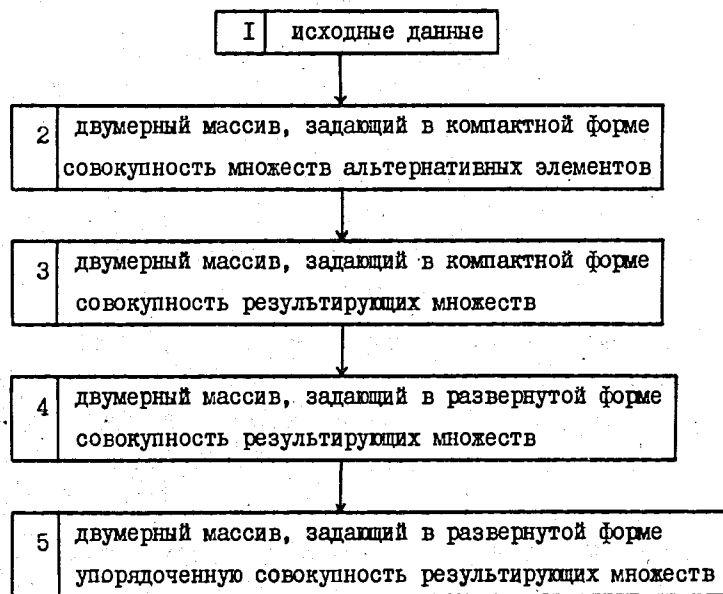 I исходные данные
2 двумерный массив, задающий в компактной форме
совокупность множеств альтернативных элементов
3 двумерный массив, задающий в компактной форме
совокупность результирующих множеств
4 двумерный массив, задающий в развернутой форме
совокупность результирующих множеств
5 двумерный массив, задающий в развернутой форме
упорядоченную совокупность результирующих множеств